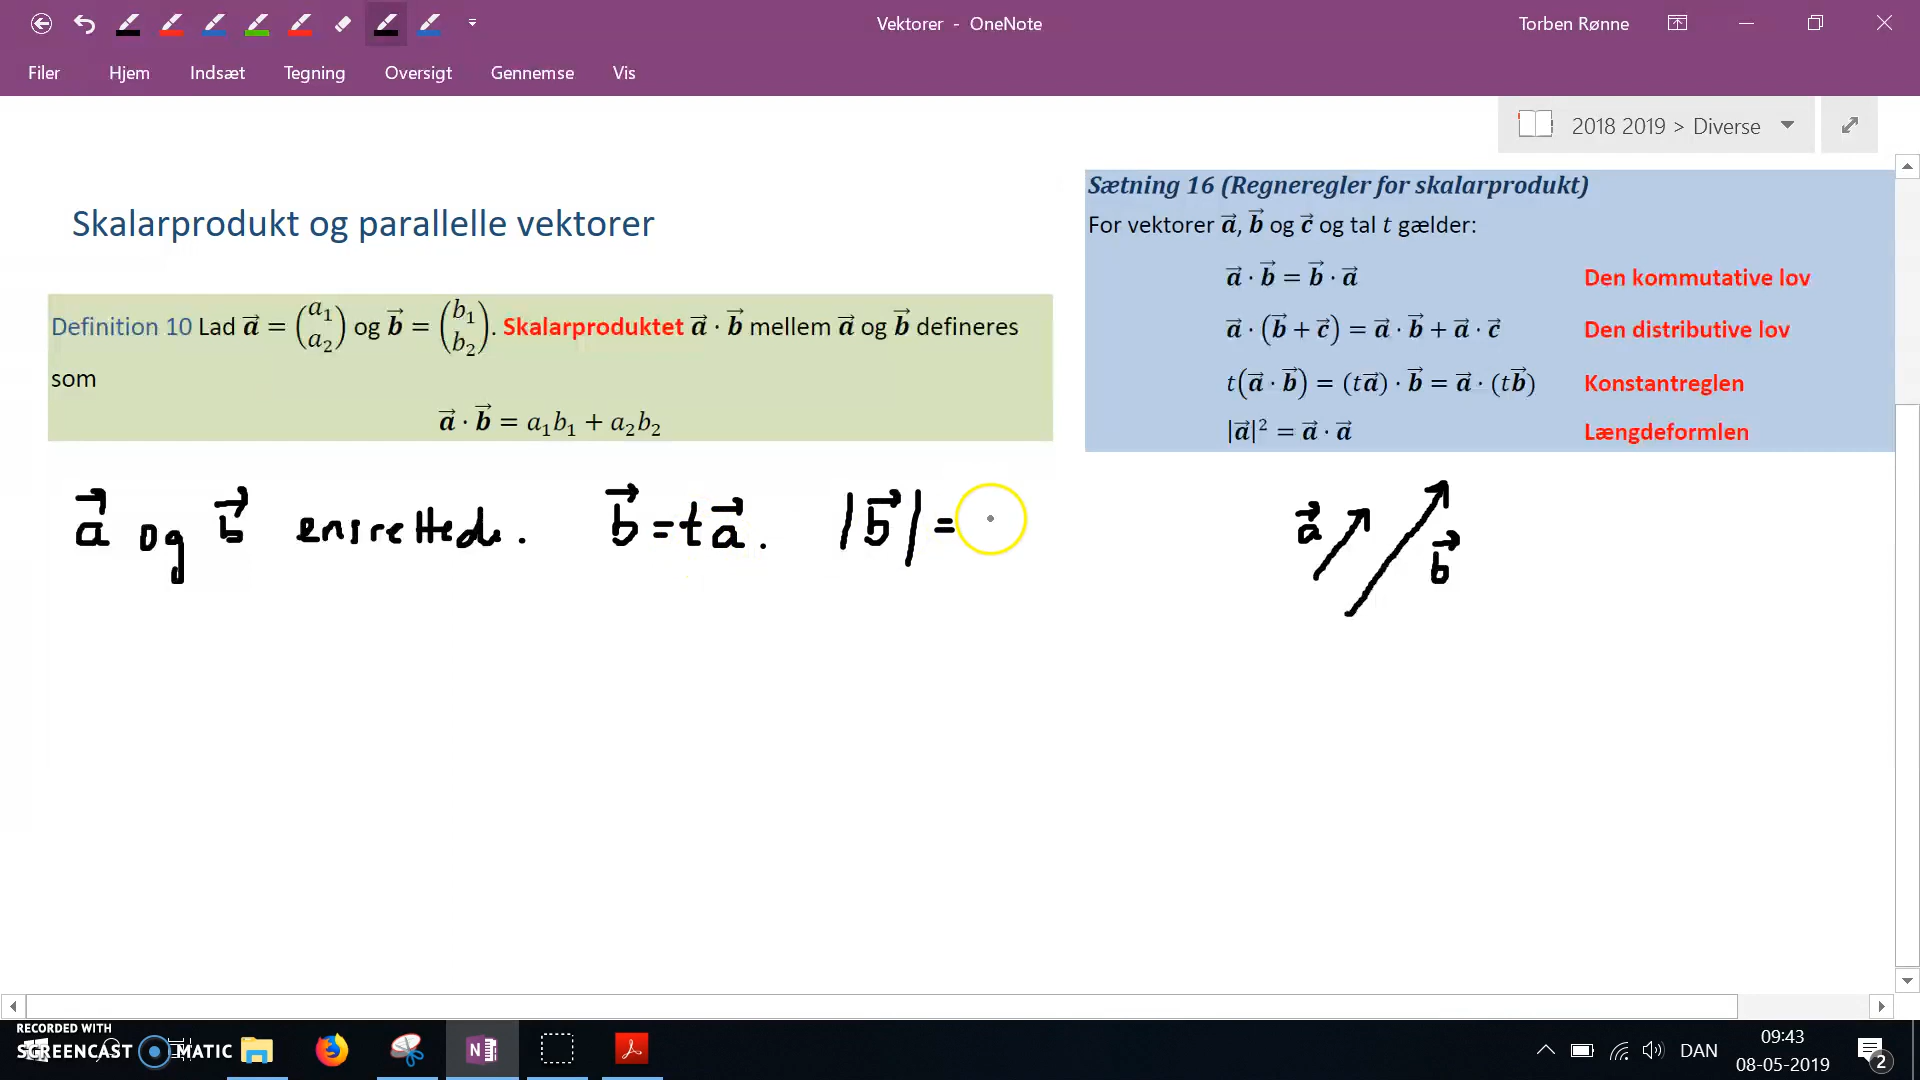 Vektorer - OneNote
Torben Rønne
Filer Hjem Indsæt Tegning Oversigt Gennemse Vis
2018 2019 > Diverse
Skalarprodukt og parallelle vektorer
Definition 10 Lad a⃗ = (a₁ a₂) og b⃗ = (b₁ b₂). Skalarproduktet a⃗ · b⃗ mellem a⃗ og b⃗ defineres
som
a⃗ · b⃗ = a₁b₁ + a₂b₂
Sætning 16 (Regneregler for skalarprodukt)
For vektorer a⃗, b⃗ og c⃗ og tal t gælder:
a⃗ · b⃗ = b⃗ · a⃗ Den kommutative lov
a⃗ · (b⃗ + c⃗) = a⃗ · b⃗ + a⃗ · c⃗ Den distributive lov
t(a⃗ · b⃗) = (ta⃗) · b⃗ = a⃗ · (tb⃗) Konstantreglen
|a⃗|² = a⃗ · a⃗ Længdeformlen
a⃗ og b⃗ ensrettede. b⃗ = ta⃗. |b⃗| =
a⃗
b⃗
RECORDED WITH
SCREENCAST MATIC
DAN
09:43
08-05-2019
2